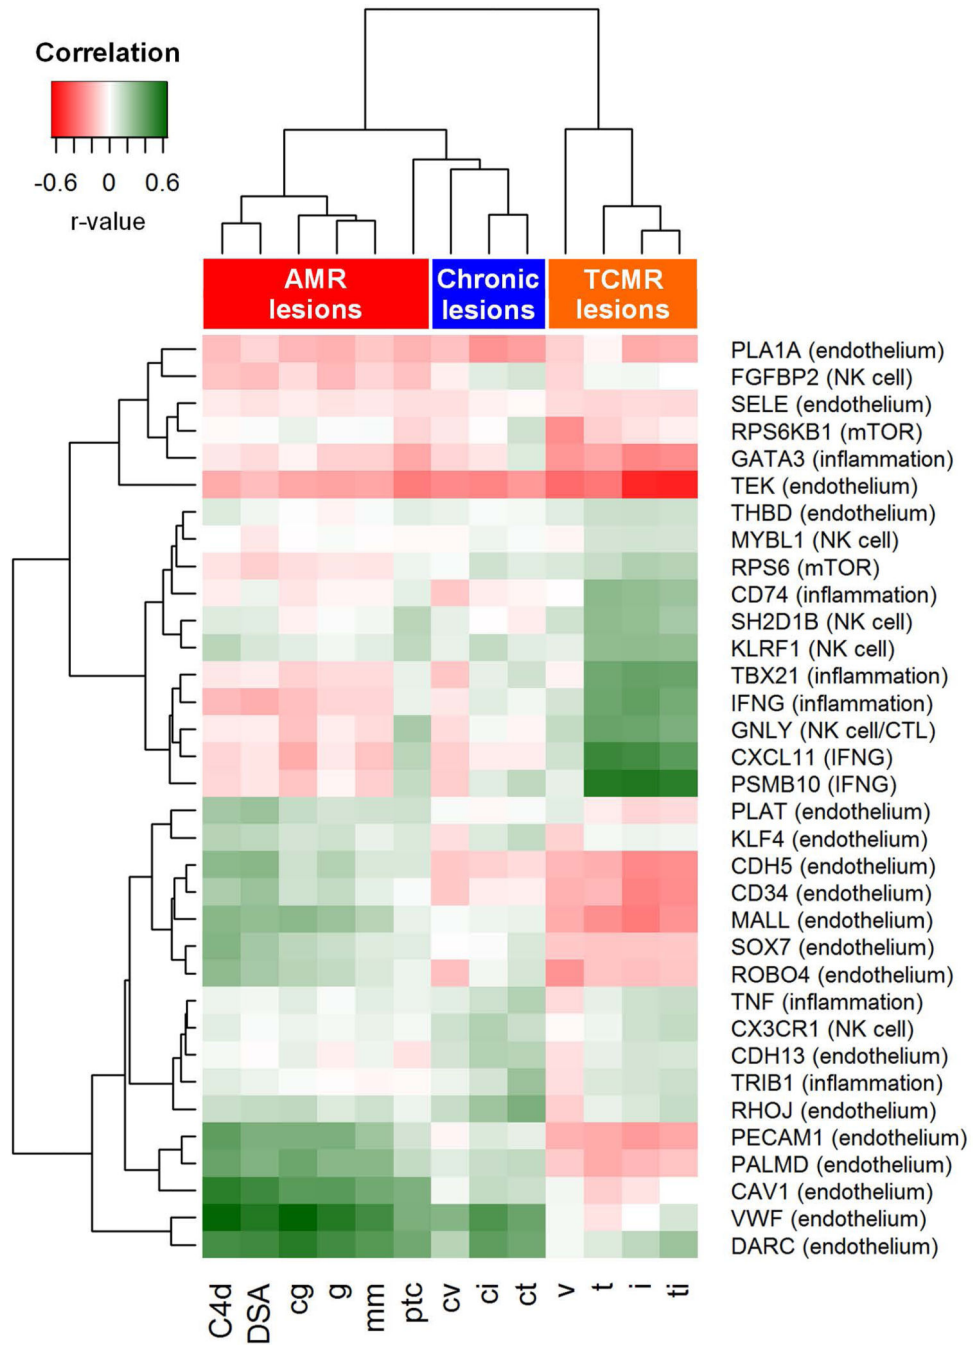 Correlation
-0.6 0 0.6
r-value
AMR lesions
Chronic lesions
TCMR lesions
PLA1A (endothelium)
FGFBP2 (NK cell)
SELE (endothelium)
RPS6KB1 (mTOR)
GATA3 (inflammation)
TEK (endothelium)
THBD (endothelium)
MYBL1 (NK cell)
RPS6 (mTOR)
CD74 (inflammation)
SH2D1B (NK cell)
KLRF1 (NK cell)
TBX21 (inflammation)
IFNG (inflammation)
GNLY (NK cell/CTL)
CXCL11 (IFNG)
PSMB10 (IFNG)
PLAT (endothelium)
KLF4 (endothelium)
CDH5 (endothelium)
CD34 (endothelium)
MALL (endothelium)
SOX7 (endothelium)
ROBO4 (endothelium)
TNF (inflammation)
CX3CR1 (NK cell)
CDH13 (endothelium)
TRIB1 (inflammation)
RHOJ (endothelium)
PECAM1 (endothelium)
PALMD (endothelium)
CAV1 (endothelium)
VWF (endothelium)
DARC (endothelium)
C4d DSA cg g mm ptc cv ci ct v t i ti